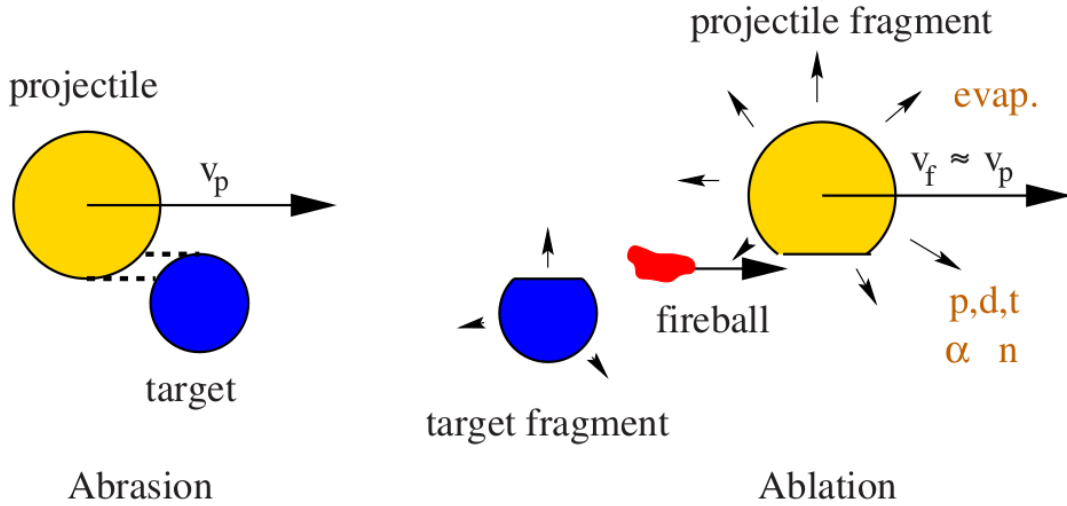 projectile
v_p
target
Abrasion
projectile fragment
evap.
v_f ≈ v_p
fireball
p,d,t
α n
target fragment
Ablation